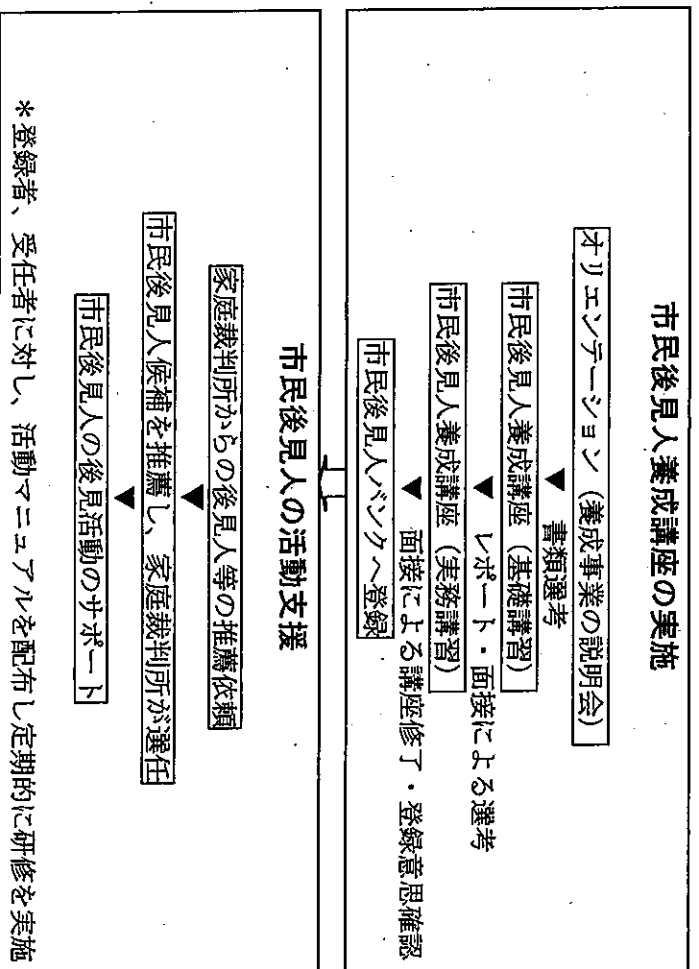 市民後見人養成講座の実施
オリエンテーション（養成事業の説明会）
▼ 書類選考
市民後見人養成講座（基礎講習）
▼ レポート・面接による選考
市民後見人養成講座（実務講習）
▼ 面接による講座修了・登録意思確認
市民後見人バンクへ登録
市民後見人の活動支援
家庭裁判所からの後見人等の推薦依頼
▼
市民後見人候補を推薦し、家庭裁判所が選任
▼
市民後見人の後見活動のサポート
＊登録者、受任者に対し、活動マニュアルを配布し定期的に研修を実施